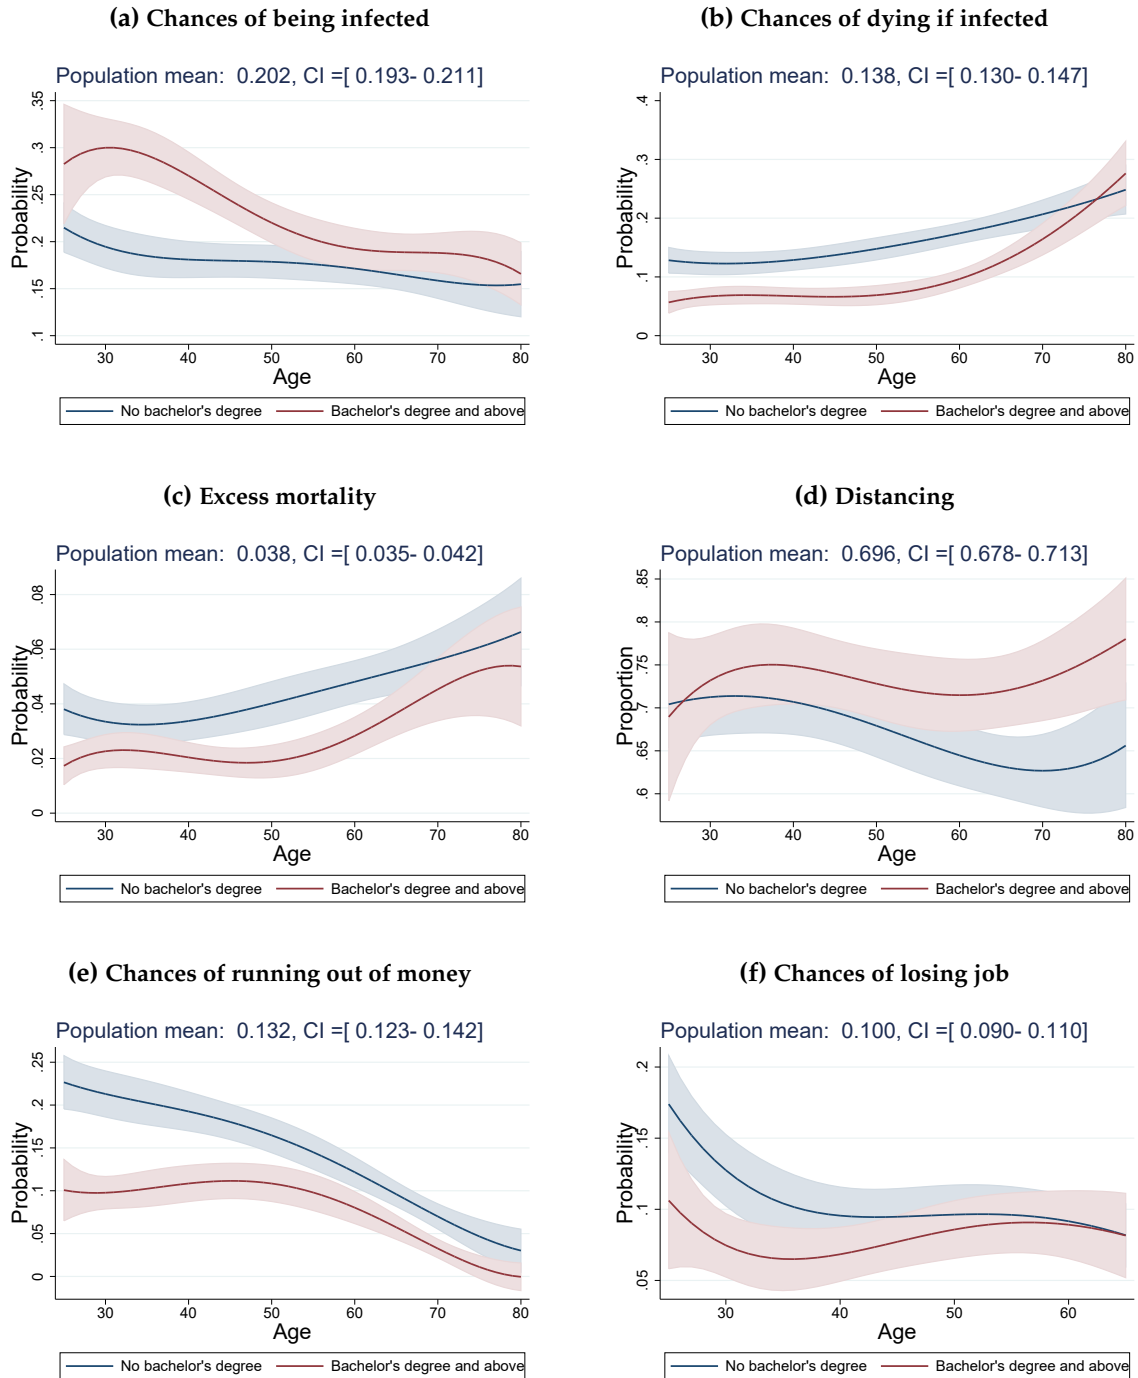 (a) Chances of being infected
Population mean:  0.202, CI =[ 0.193- 0.211]
Probability
.35
.3
.25
.2
.15
.1
30 40 50 60 70 80
Age
No bachelor's degree Bachelor's degree and above
(b) Chances of dying if infected
Population mean:  0.138, CI =[ 0.130- 0.147]
Probability
.4
.3
.2
.1
0
30 40 50 60 70 80
Age
No bachelor's degree Bachelor's degree and above
(c) Excess mortality
Population mean:  0.038, CI =[ 0.035- 0.042]
Probability
.08
.06
.04
.02
0
30 40 50 60 70 80
Age
No bachelor's degree Bachelor's degree and above
(d) Distancing
Population mean:  0.696, CI =[ 0.678- 0.713]
Proportion
.85
.8
.75
.7
.65
.6
30 40 50 60 70 80
Age
No bachelor's degree Bachelor's degree and above
(e) Chances of running out of money
Population mean:  0.132, CI =[ 0.123- 0.142]
Probability
.25
.2
.15
.1
.05
0
30 40 50 60 70 80
Age
No bachelor's degree Bachelor's degree and above
(f) Chances of losing job
Population mean:  0.100, CI =[ 0.090- 0.110]
Probability
.2
.15
.1
.05
30 40 50 60
Age
No bachelor's degree Bachelor's degree and above